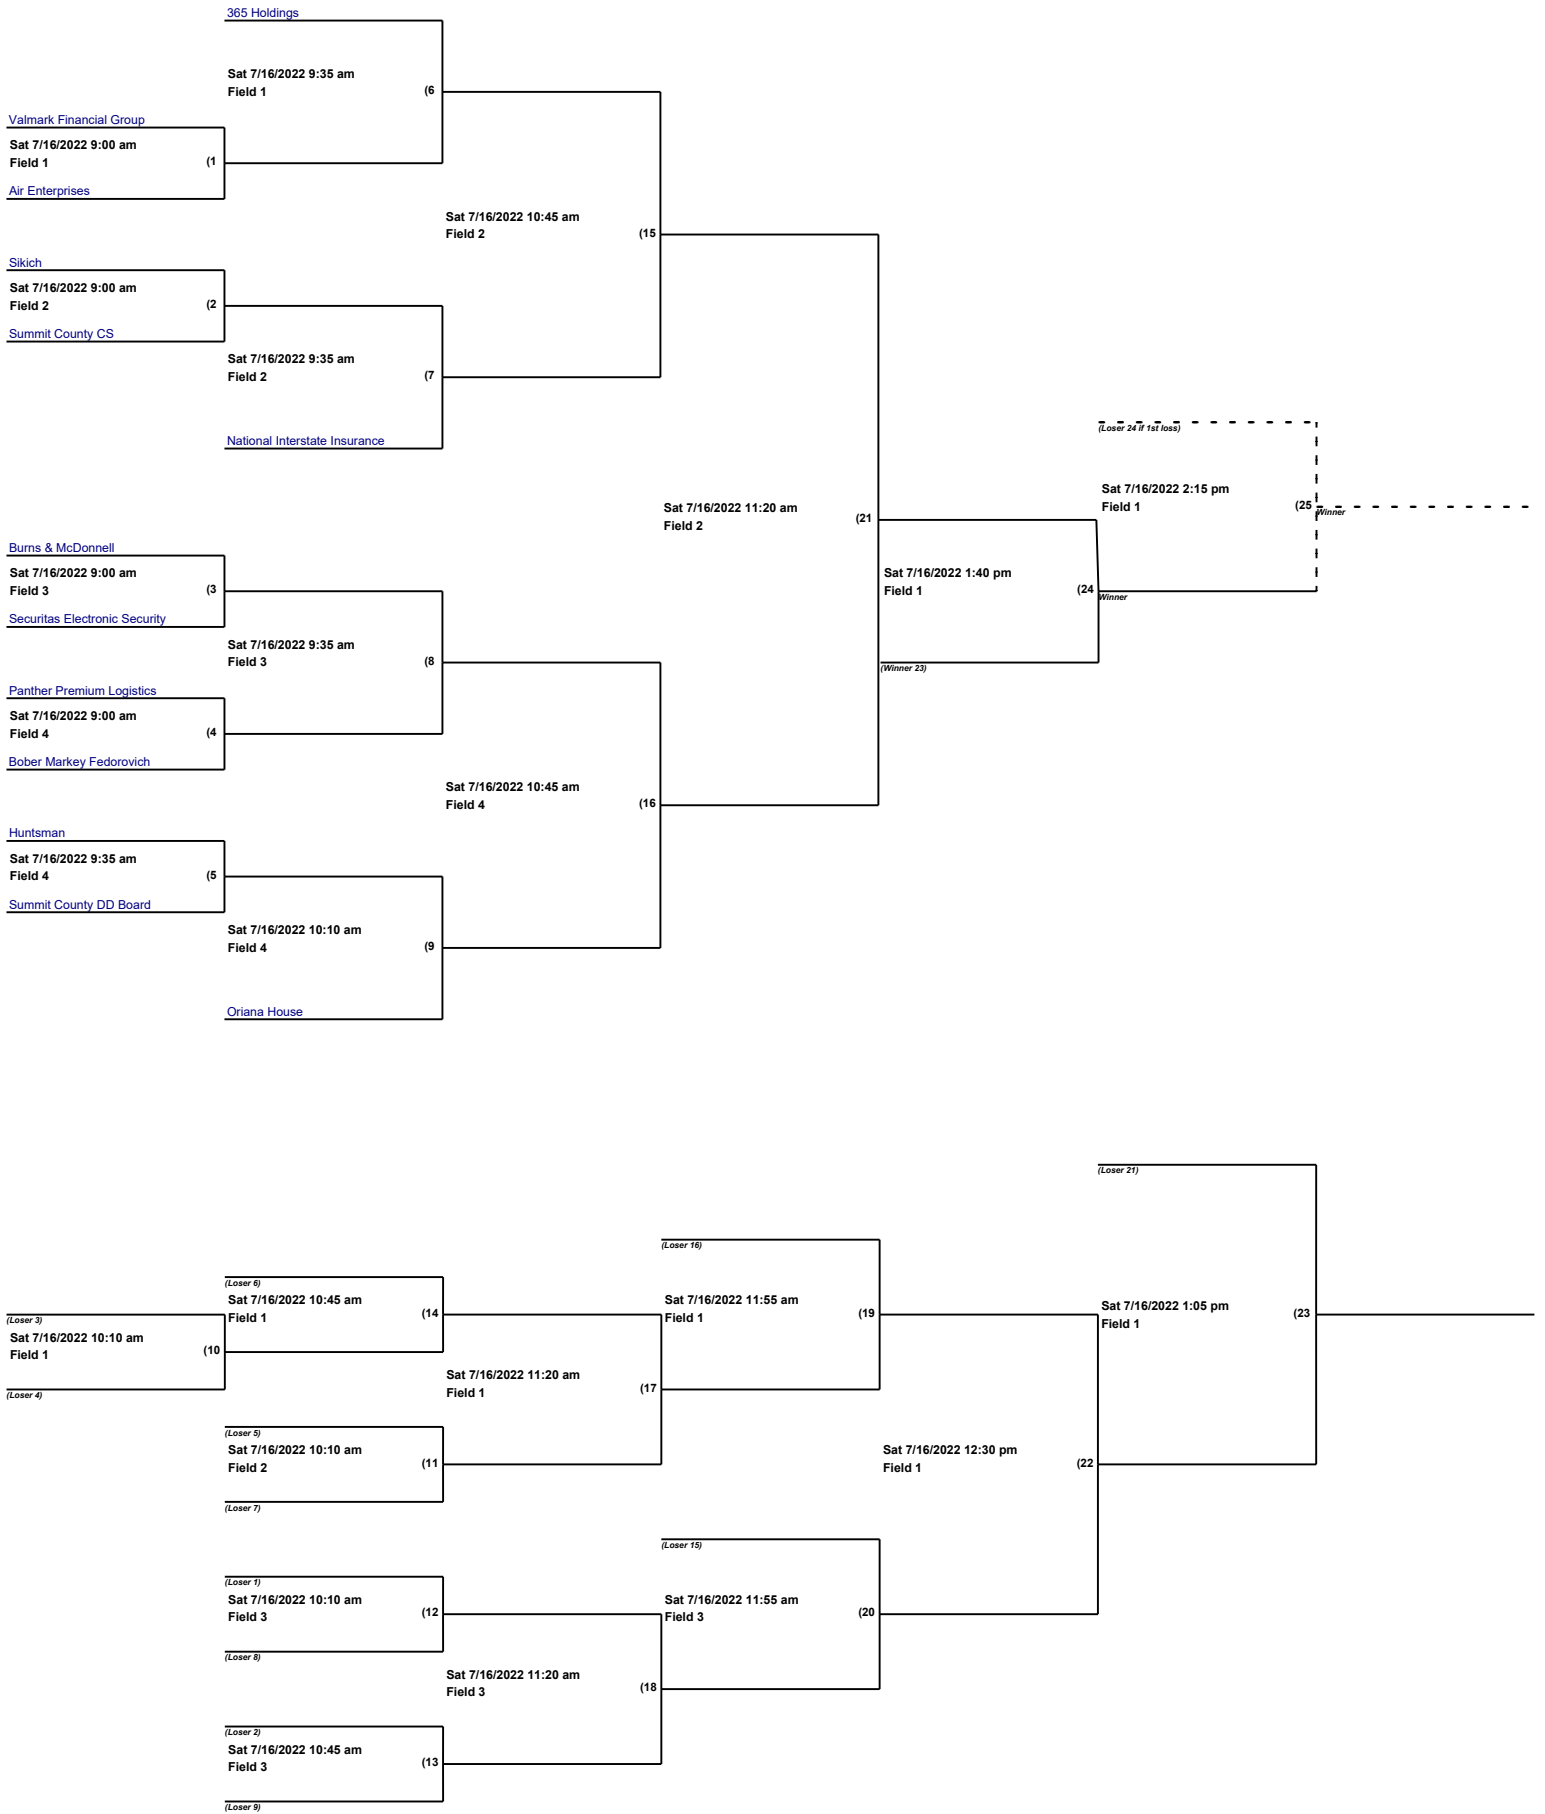 365 Holdings
Sat 7/16/2022 9:35 am
Field 1
(6
Valmark Financial Group
Sat 7/16/2022 9:00 am
Field 1
(1
Air Enterprises
Sat 7/16/2022 10:45 am
Field 2
(15
Sikich
Sat 7/16/2022 9:00 am
Field 2
(2
Summit County CS
Sat 7/16/2022 9:35 am
Field 2
(7
National Interstate Insurance
(Loser 24 if 1st loss)
Sat 7/16/2022 2:15 pm
Field 1
(25
Winner
Sat 7/16/2022 11:20 am
Field 2
(21
Burns & McDonnell
Sat 7/16/2022 9:00 am
Field 3
(3
Securitas Electronic Security
Sat 7/16/2022 1:40 pm
Field 1
(24
Winner
Sat 7/16/2022 9:35 am
Field 3
(8
(Winner 23)
Panther Premium Logistics
Sat 7/16/2022 9:00 am
Field 4
(4
Bober Markey Fedorovich
Sat 7/16/2022 10:45 am
Field 4
(16
Huntsman
Sat 7/16/2022 9:35 am
Field 4
(5
Summit County DD Board
Sat 7/16/2022 10:10 am
Field 4
(9
Oriana House
(Loser 21)
(Loser 16)
(Loser 6)
Sat 7/16/2022 10:45 am
Field 1
(14
Sat 7/16/2022 11:55 am
Field 1
(19
Sat 7/16/2022 1:05 pm
Field 1
(23
(Loser 3)
Sat 7/16/2022 10:10 am
Field 1
(10
(Loser 4)
Sat 7/16/2022 11:20 am
Field 1
(17
(Loser 5)
Sat 7/16/2022 10:10 am
Field 2
(11
(Loser 7)
Sat 7/16/2022 12:30 pm
Field 1
(22
(Loser 15)
(Loser 1)
Sat 7/16/2022 10:10 am
Field 3
(12
(Loser 8)
Sat 7/16/2022 11:55 am
Field 3
(20
Sat 7/16/2022 11:20 am
Field 3
(18
(Loser 2)
Sat 7/16/2022 10:45 am
Field 3
(13
(Loser 9)